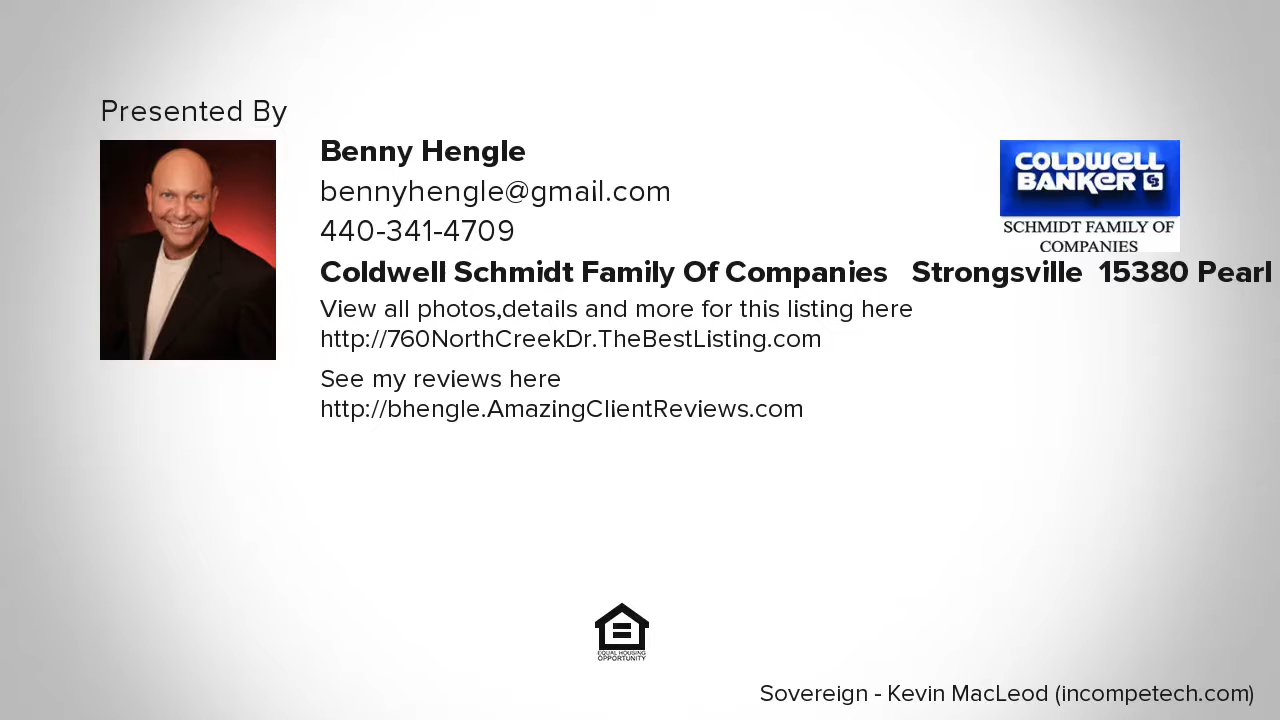 Presented By
Benny Hengle
bennyhengle@gmail.com
440-341-4709
COLDWELL
BANKER CB
SCHMIDT FAMILY OF
COMPANIES
Coldwell Schmidt Family Of Companies   Strongsville  15380 Pearl
View all photos,details and more for this listing here
http://760NorthCreekDr.TheBestListing.com
See my reviews here
http://bhengle.AmazingClientReviews.com
EQUAL HOUSING
OPPORTUNITY
Sovereign - Kevin MacLeod (incompetech.com)